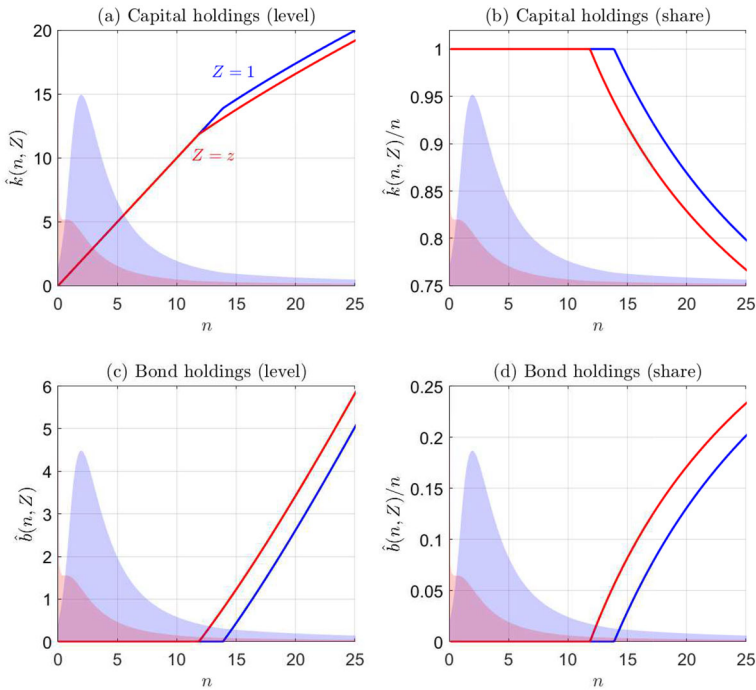 (a) Capital holdings (level)
20
15
10
5
0
0 5 10 15 20 25
k̂(n, Z)
n
Z = 1
Z = z
(b) Capital holdings (share)
1
0.95
0.9
0.85
0.8
0.75
0 5 10 15 20 25
k̂(n, Z)/n
n
(c) Bond holdings (level)
6
5
4
3
2
1
0
0 5 10 15 20 25
b̂(n, Z)
n
(d) Bond holdings (share)
0.25
0.2
0.15
0.1
0.05
0
0 5 10 15 20 25
b̂(n, Z)/n
n